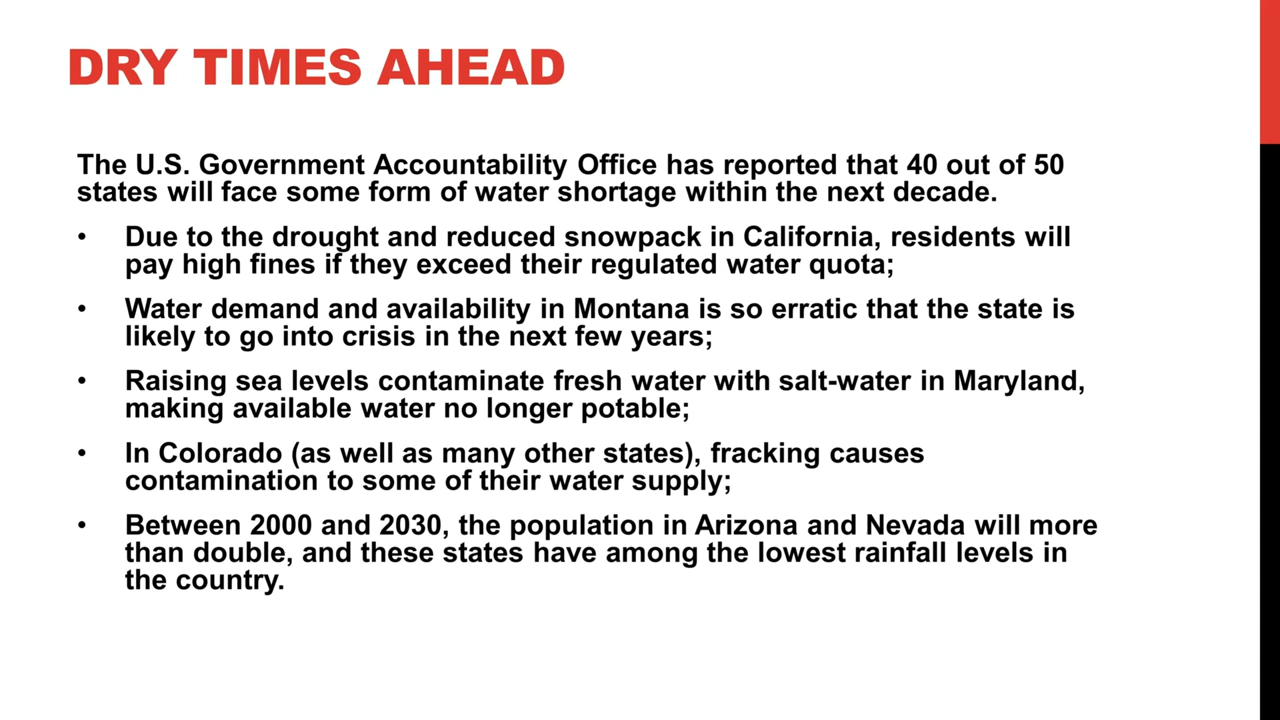 DRY TIMES AHEAD
The U.S. Government Accountability Office has reported that 40 out of 50
states will face some form of water shortage within the next decade.
• Due to the drought and reduced snowpack in California, residents will
pay high fines if they exceed their regulated water quota;
• Water demand and availability in Montana is so erratic that the state is
likely to go into crisis in the next few years;
• Raising sea levels contaminate fresh water with salt-water in Maryland,
making available water no longer potable;
• In Colorado (as well as many other states), fracking causes
contamination to some of their water supply;
• Between 2000 and 2030, the population in Arizona and Nevada will more
than double, and these states have among the lowest rainfall levels in
the country.